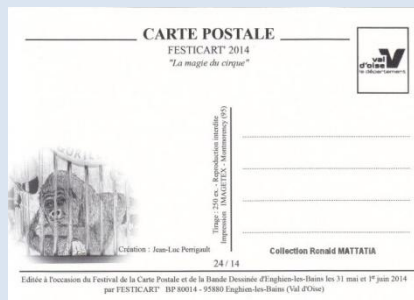 CARTE POSTALE
FESTICART' 2014
"La magie du cirque"
val
d'oise
le département
Tirage : 250 ex. - Reproduction interdite
Impression : IMAGETEX - Montmorency (95)
Création : Jean-Luc Perrigault
Collection Ronald MATTATIA
24 / 14
Editée à l'occasion du Festival de la Carte Postale et de la Bande Dessinée d'Enghien-les-Bains les 31 mai et 1er juin 2014
par FESTICART BP 80014 - 95880 Enghien-les-Bains (Val d'Oise)